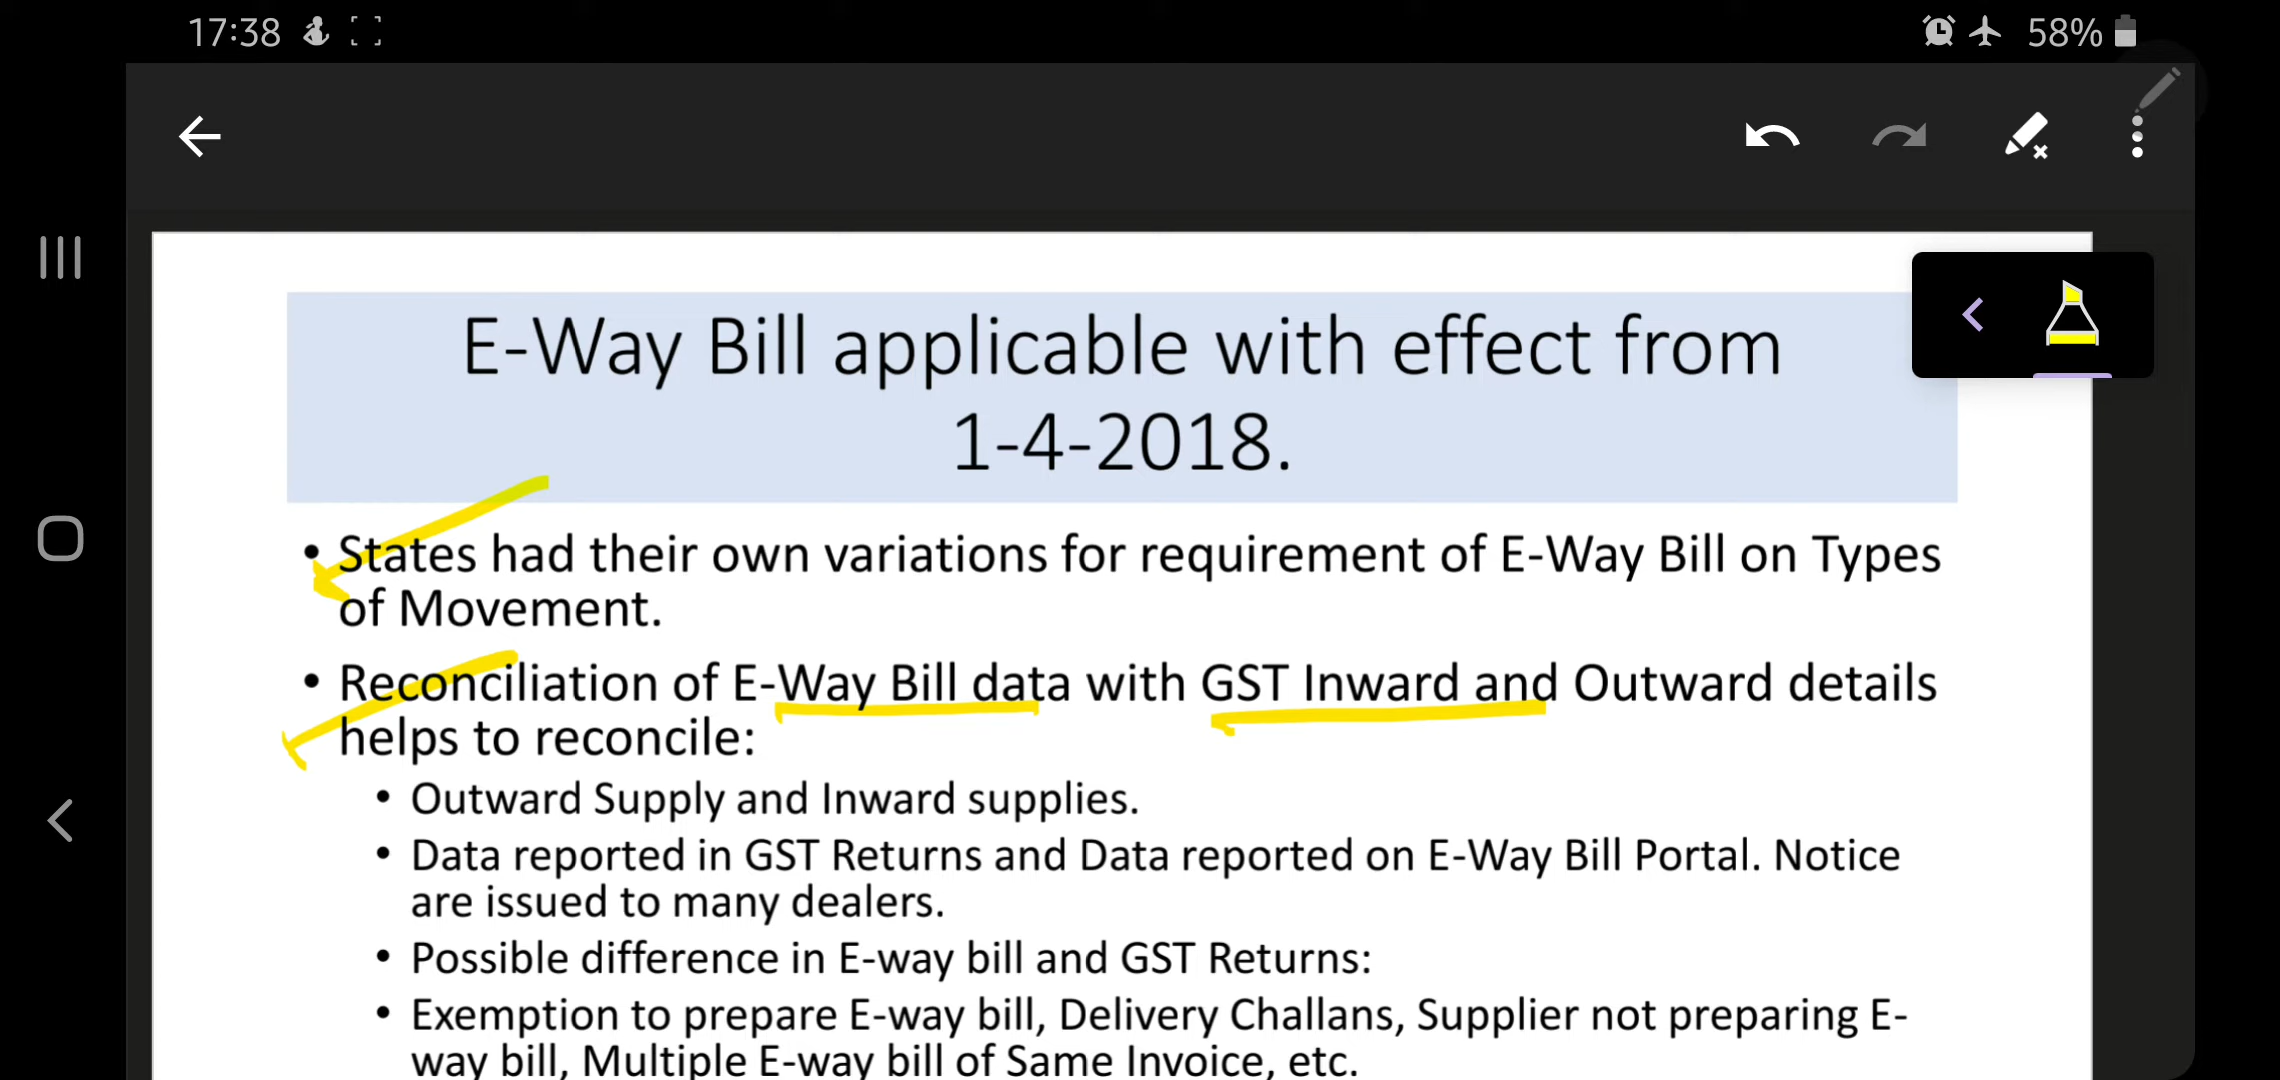 17:38
58%
E-Way Bill applicable with effect from
1-4-2018.
• States had their own variations for requirement of E-Way Bill on Types
of Movement.
• Reconciliation of E-Way Bill data with GST Inward and Outward details
helps to reconcile:
• Outward Supply and Inward supplies.
• Data reported in GST Returns and Data reported on E-Way Bill Portal. Notice
are issued to many dealers.
• Possible difference in E-way bill and GST Returns:
• Exemption to prepare E-way bill, Delivery Challans, Supplier not preparing E-
way bill, Multiple E-way bill of Same Invoice, etc.